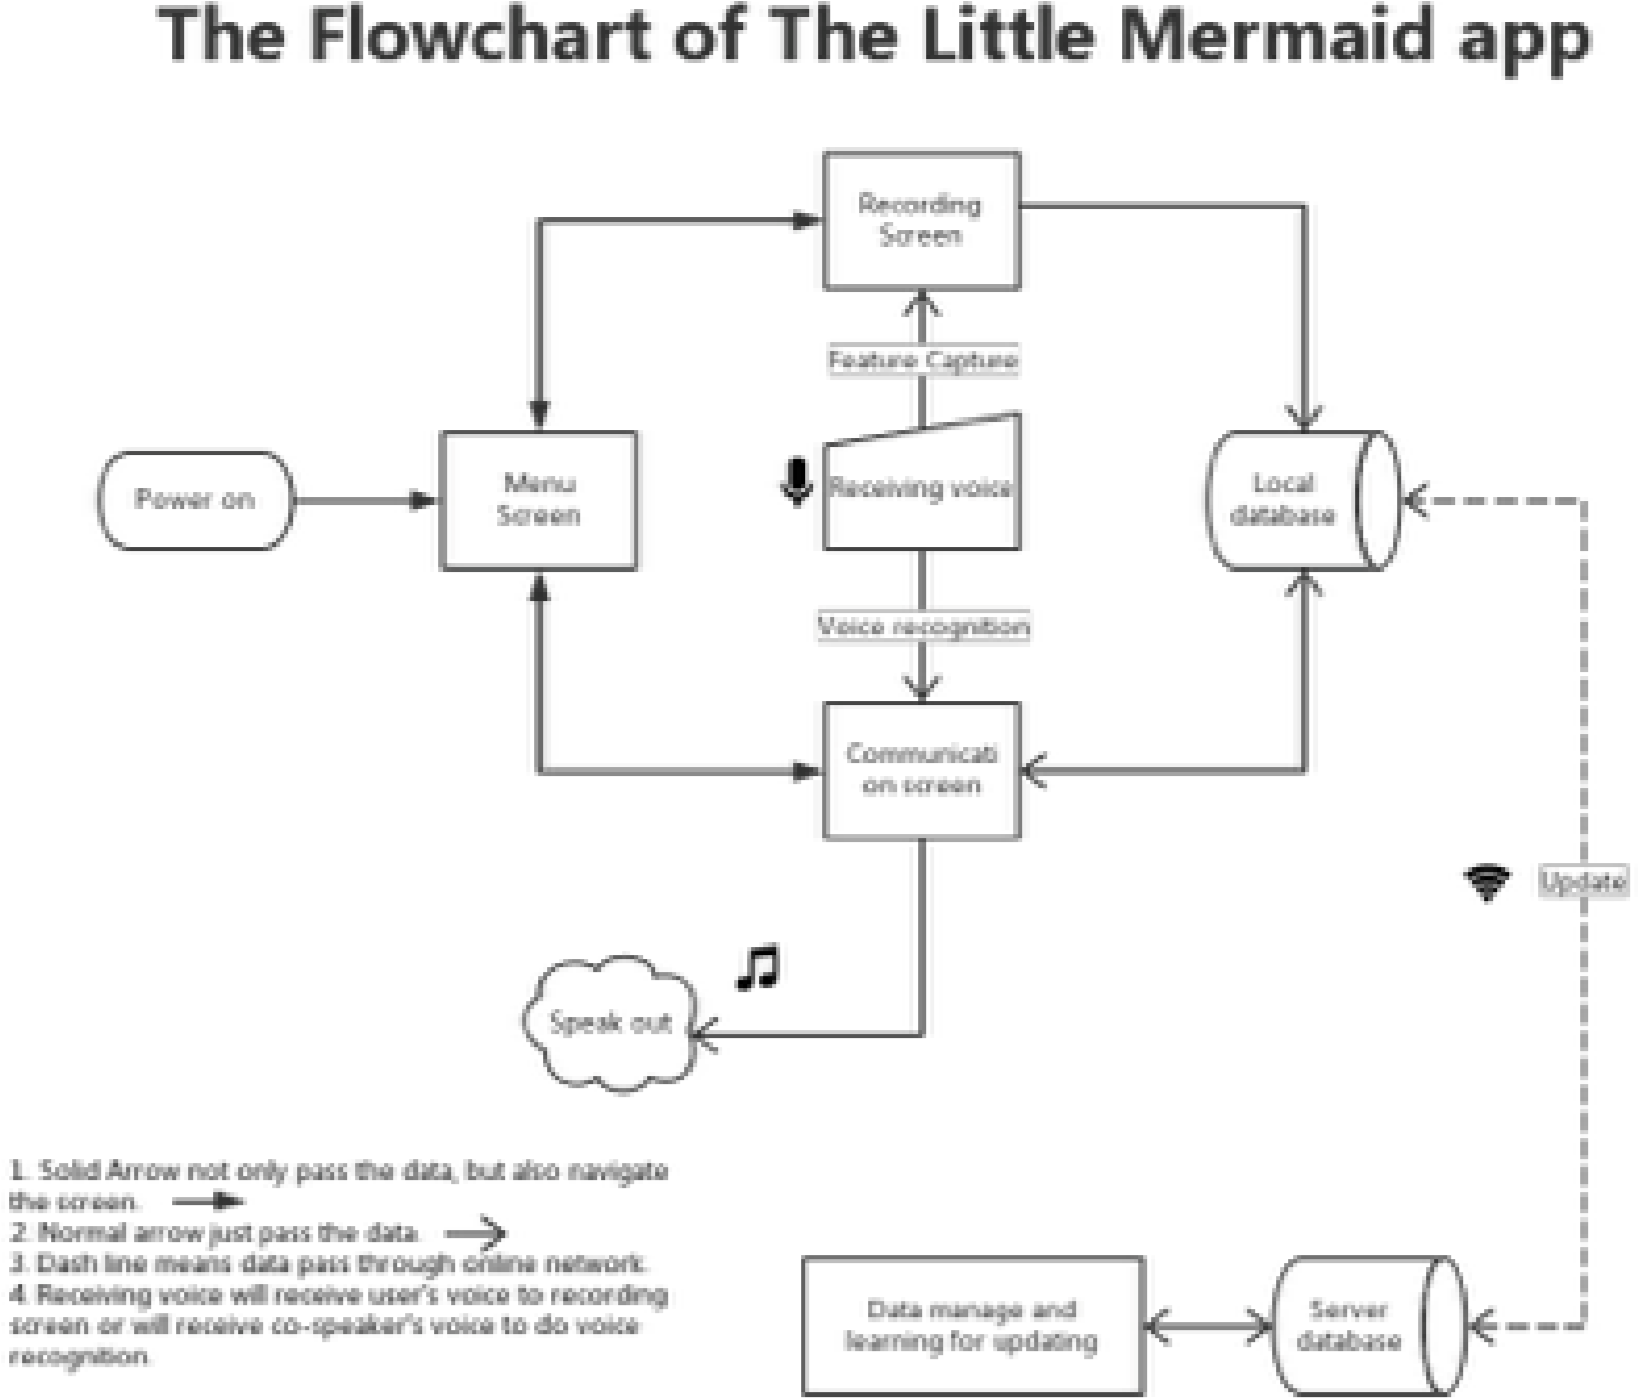 The Flowchart of The Little Mermaid app
Recording
Screen
Feature Capture
Power on
Menu
Screen
Receiving voice
Local
database
Voice recognition
Communicati
on screen
Update
Speak out
1. Solid Arrow not only pass the data, but also navigate
the screen.
2. Normal arrow just pass the data.
3. Dash line means data pass through online network.
4. Receiving voice will receive user's voice to recording
screen or will receive co-speaker's voice to do voice
recognition.
Data manage and
learning for updating
Server
database